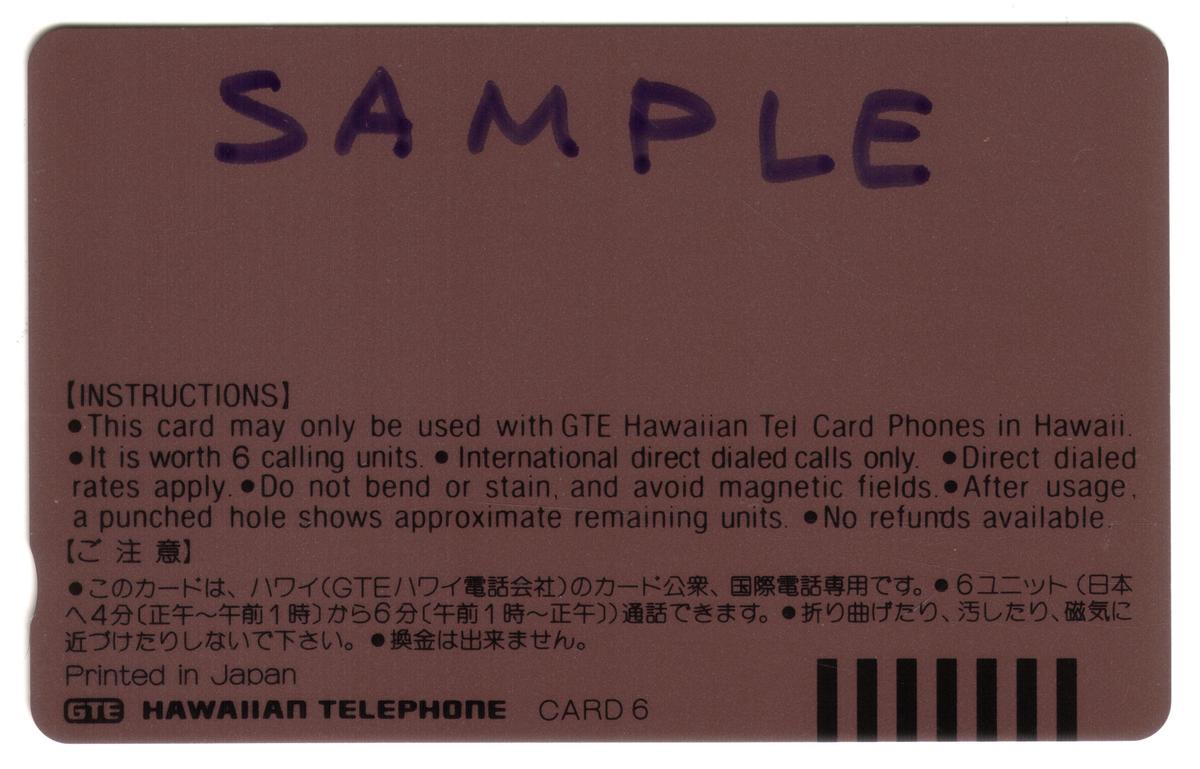 SAMPLE
【INSTRUCTIONS】
●This card may only be used with GTE Hawaiian Tel Card Phones in Hawaii.
●It is worth 6 calling units. ● International direct dialed calls only. ●Direct dialed
rates apply.●Do not bend or stain, and avoid magnetic fields.●After usage,
a punched hole shows approximate remaining units. ●No refunds available.
【ご 注 意】
●このカードは、ハワイ(GTEハワイ電話会社)のカード公衆、国際電話専用です。●6ユニット (日本
へ4分〔正午〜午前1時〕から6分〔午前1時〜正午〕)通話できます。●折り曲げたり、汚したり、磁気に
近づけたりしないで下さい。●換金は出来ません。
Printed in Japan
GTE HAWAIIAN TELEPHONE CARD 6